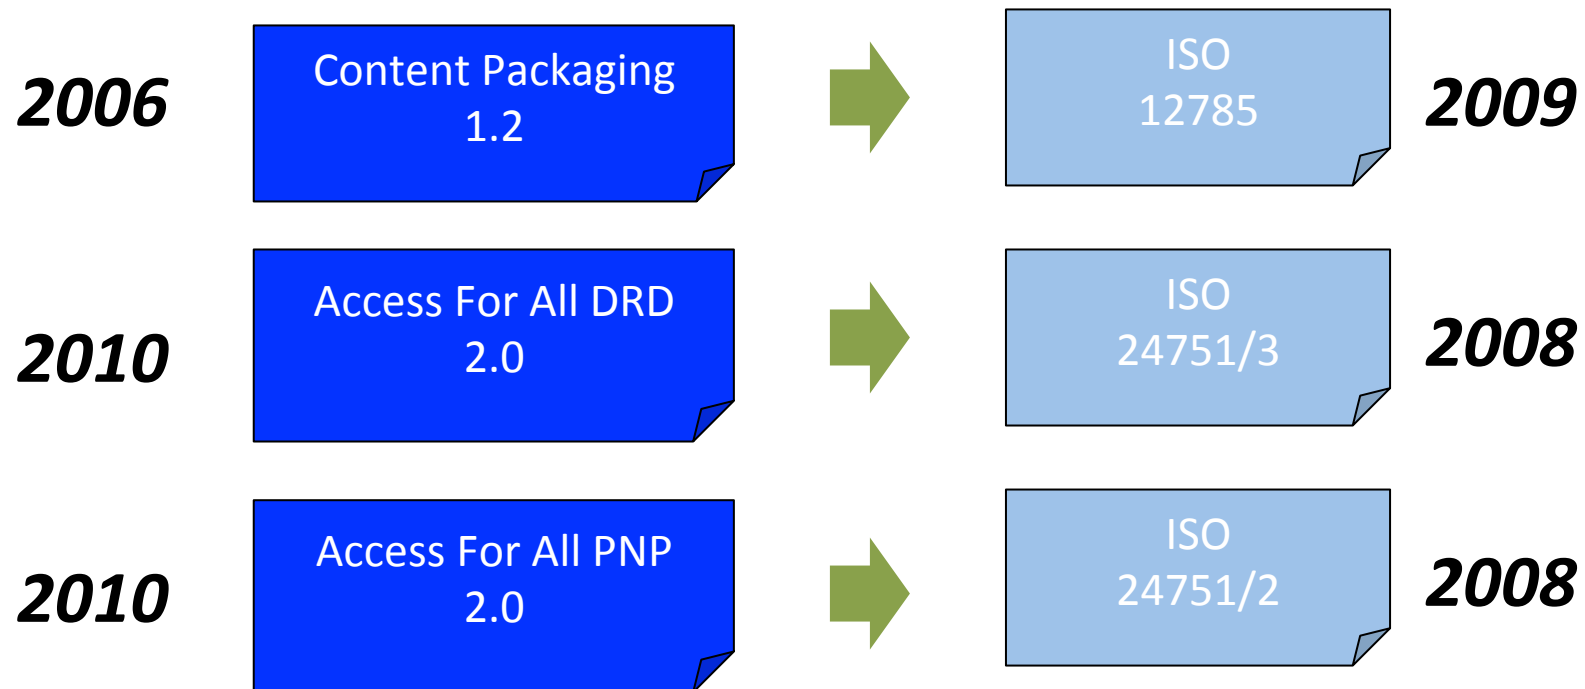 2006
Content Packaging
1.2
ISO
12785
2009
2010
Access For All DRD
2.0
ISO
24751/3
2008
2010
Access For All PNP
2.0
ISO
24751/2
2008